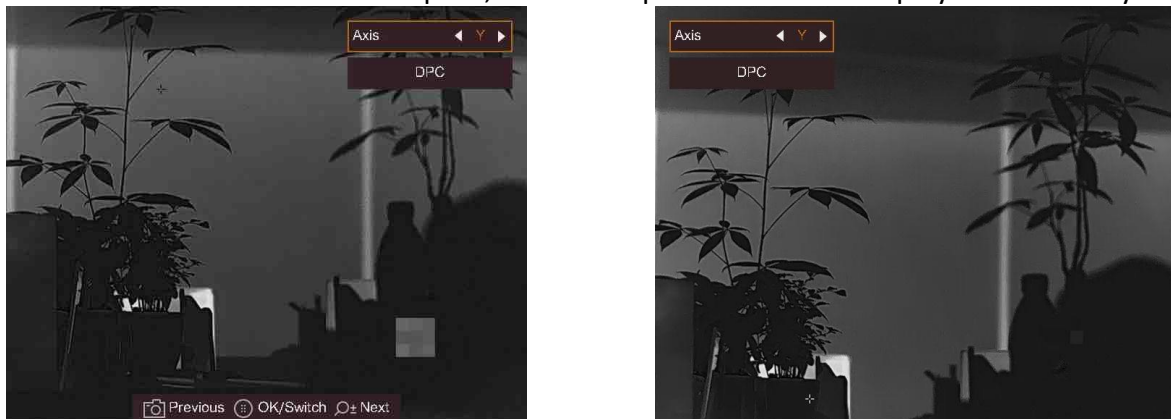 Axis ◀ Y ▶
DPC
Previous OK/Switch ± Next
Axis ◀ Y ▶
DPC